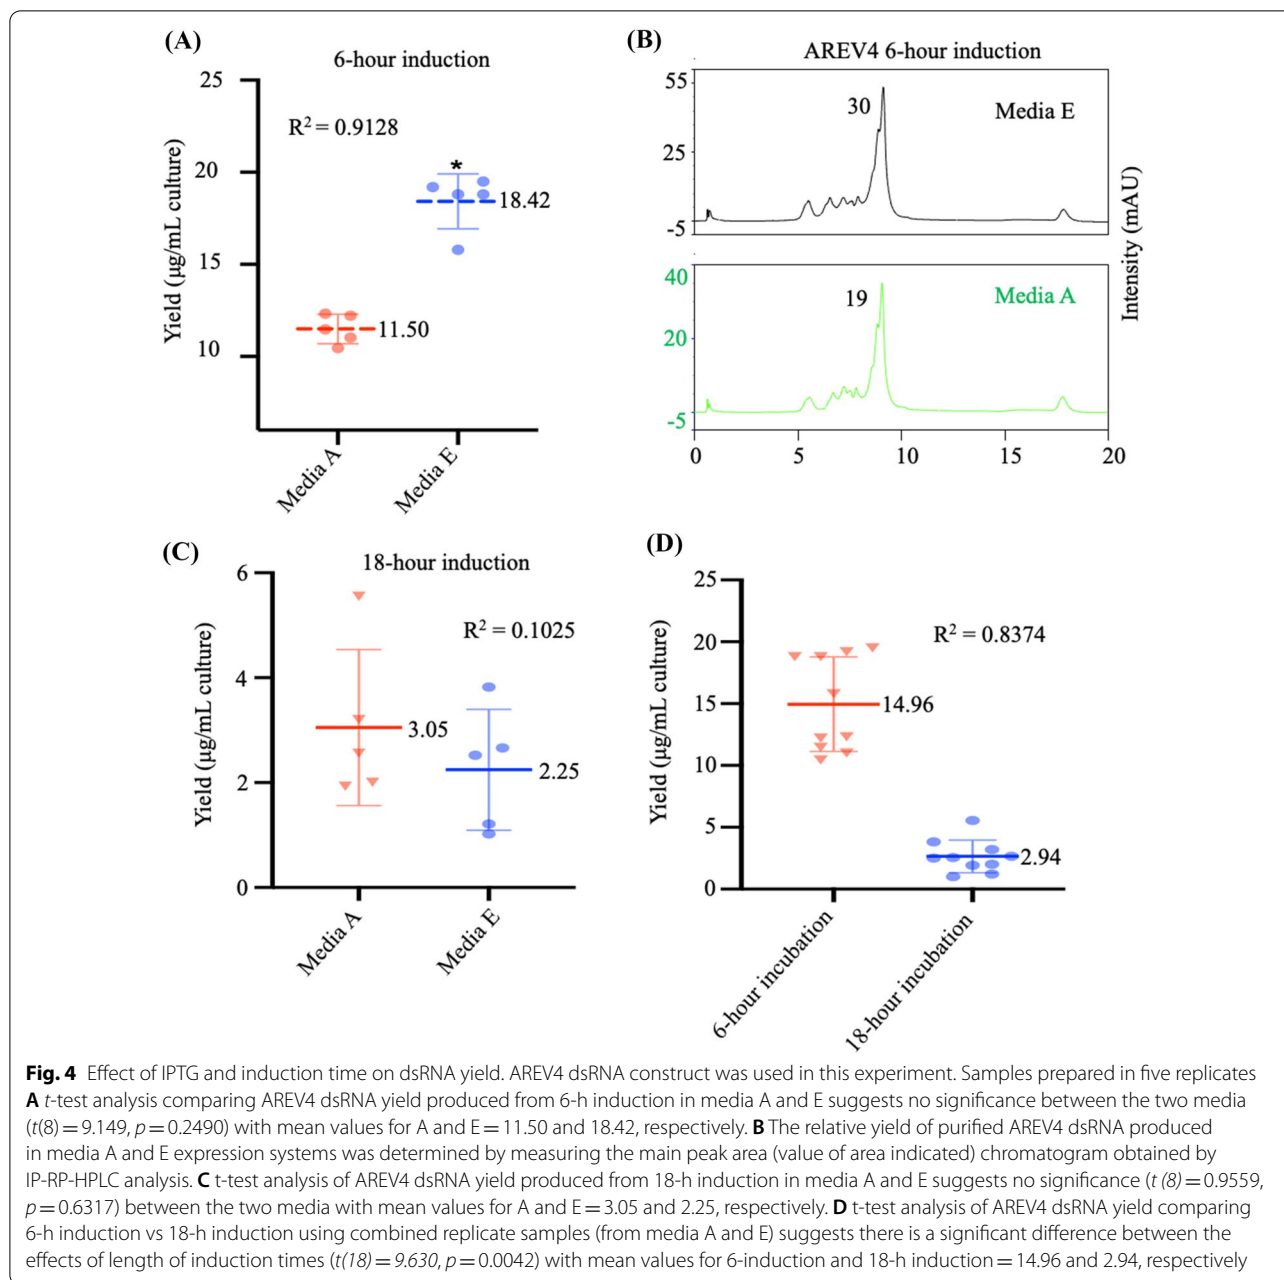 (A)
6-hour induction
25
20
15
10
Yield (µg/mL culture)
R² = 0.9128
*
18.42
11.50
Media A
Media E
(B)
AREV4 6-hour induction
55
25
-5
30
Media E
40
20
-5
19
Media A
Intensity (mAU)
0 5 10 15 20
(C)
18-hour induction
6
4
2
0
Yield (µg/mL culture)
R² = 0.1025
3.05
2.25
Media A
Media E
(D)
25
20
15
10
5
0
Yield (µg/mL culture)
R² = 0.8374
14.96
2.94
6-hour incubation
18-hour incubation
Fig. 4 Effect of IPTG and induction time on dsRNA yield. AREV4 dsRNA construct was used in this experiment. Samples prepared in five replicates
A t-test analysis comparing AREV4 dsRNA yield produced from 6-h induction in media A and E suggests no significance between the two media
(t(8) = 9.149, p = 0.2490) with mean values for A and E = 11.50 and 18.42, respectively. B The relative yield of purified AREV4 dsRNA produced
in media A and E expression systems was determined by measuring the main peak area (value of area indicated) chromatogram obtained by
IP-RP-HPLC analysis. C t-test analysis of AREV4 dsRNA yield produced from 18-h induction in media A and E suggests no significance (t (8) = 0.9559,
p = 0.6317) between the two media with mean values for A and E = 3.05 and 2.25, respectively. D t-test analysis of AREV4 dsRNA yield comparing
6-h induction vs 18-h induction using combined replicate samples (from media A and E) suggests there is a significant difference between the
effects of length of induction times (t(18) = 9.630, p = 0.0042) with mean values for 6-induction and 18-h induction = 14.96 and 2.94, respectively